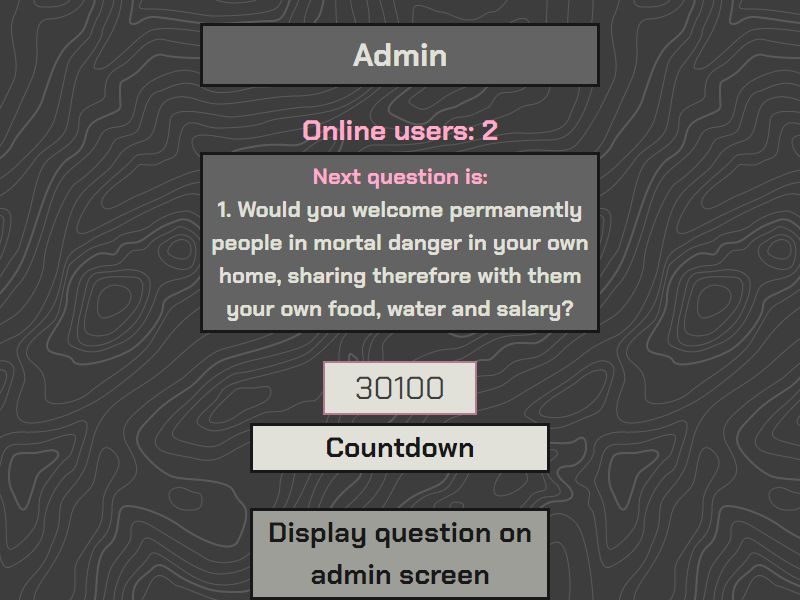 Admin
Online users: 2
Next question is:
1. Would you welcome permanently
people in mortal danger in your own
home, sharing therefore with them
your own food, water and salary?
30100
Countdown
Display question on
admin screen